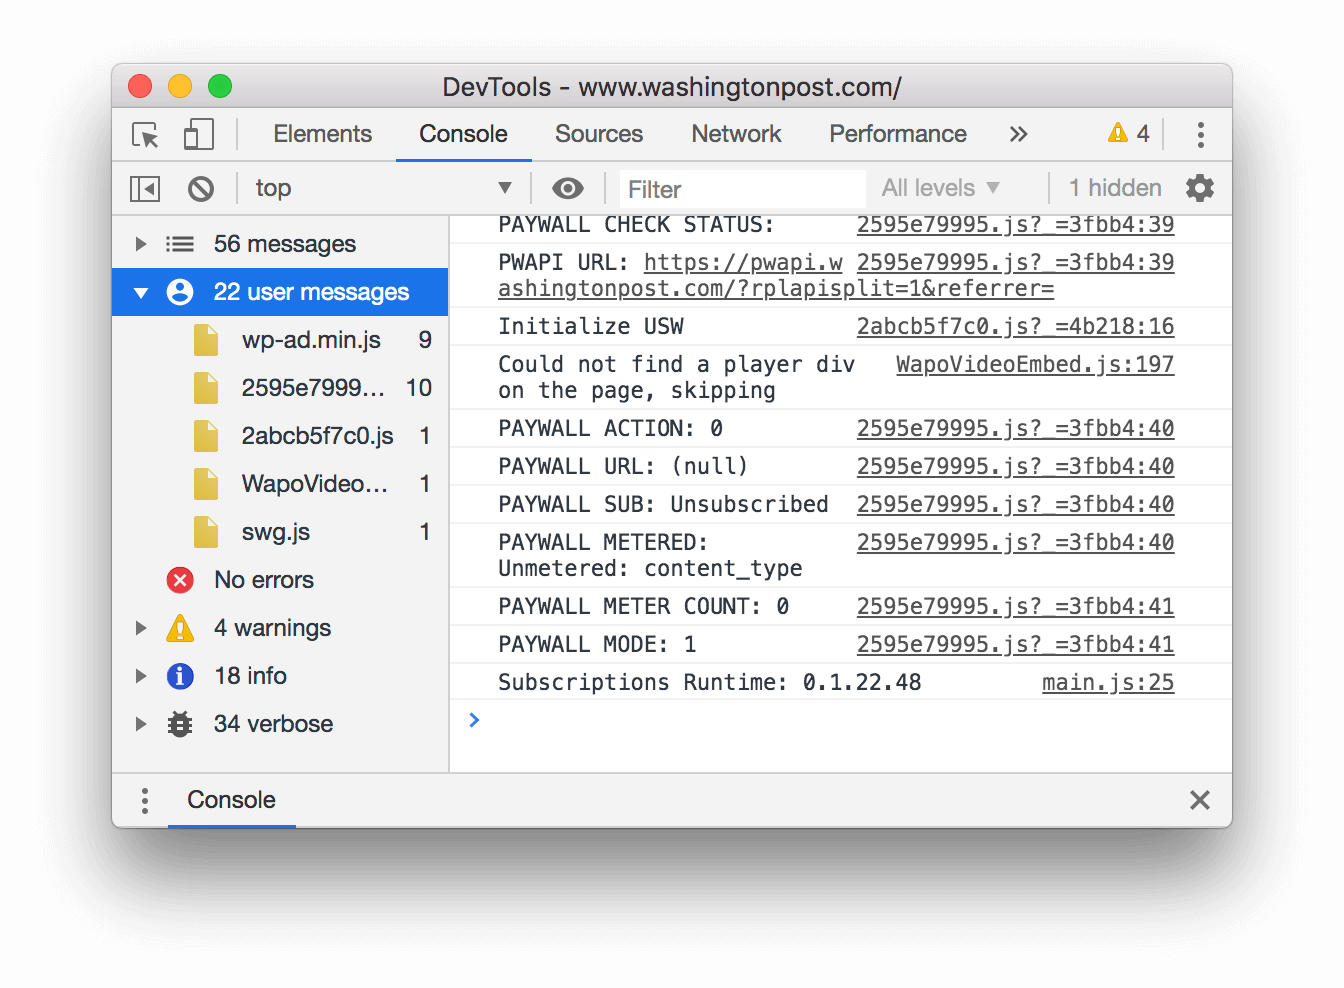 DevTools - www.washingtonpost.com/
Elements Console Sources Network Performance » 4
top Filter All levels 1 hidden
56 messages
22 user messages
wp-ad.min.js 9
2595e7999... 10
2abcb5f7c0.js 1
WapoVideo... 1
swg.js 1
No errors
4 warnings
18 info
34 verbose
PAYWALL CHECK STATUS: 2595e79995.js?_=3fbb4:39
PWAPI URL: https://pwapi.w 2595e79995.js?_=3fbb4:39
ashingtonpost.com/?rplapisplit=1&referrer=
Initialize USW 2abcb5f7c0.js?_=4b218:16
Could not find a player div WapoVideoEmbed.js:197
on the page, skipping
PAYWALL ACTION: 0 2595e79995.js?_=3fbb4:40
PAYWALL URL: (null) 2595e79995.js?_=3fbb4:40
PAYWALL SUB: Unsubscribed 2595e79995.js?_=3fbb4:40
PAYWALL METERED: 2595e79995.js?_=3fbb4:40
Unmetered: content_type
PAYWALL METER COUNT: 0 2595e79995.js?_=3fbb4:41
PAYWALL MODE: 1 2595e79995.js?_=3fbb4:41
Subscriptions Runtime: 0.1.22.48 main.js:25
Console